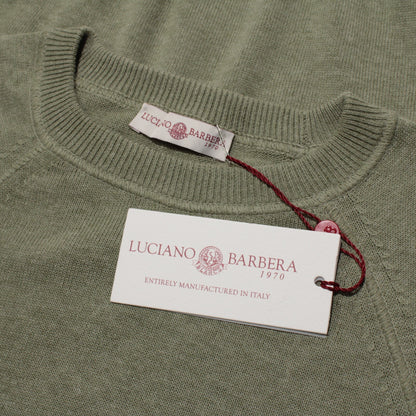 LUCIANO BARBERA
1970
LUCIANO BARBERA
1970
ENTIRELY MANUFACTURED IN ITALY